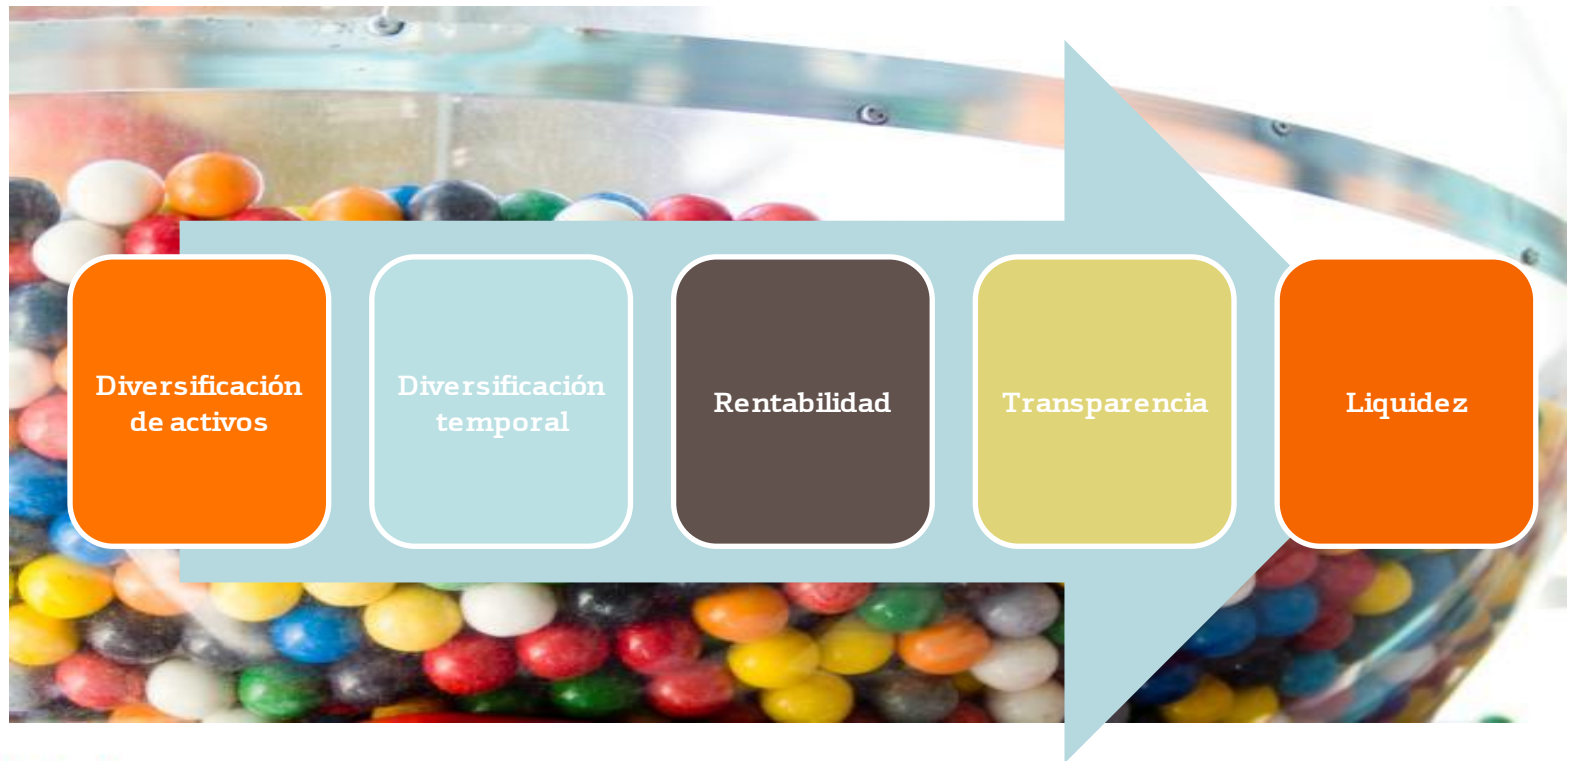 Diversificación
de activos
Diversificación
temporal
Rentabilidad
Transparencia
Liquidez